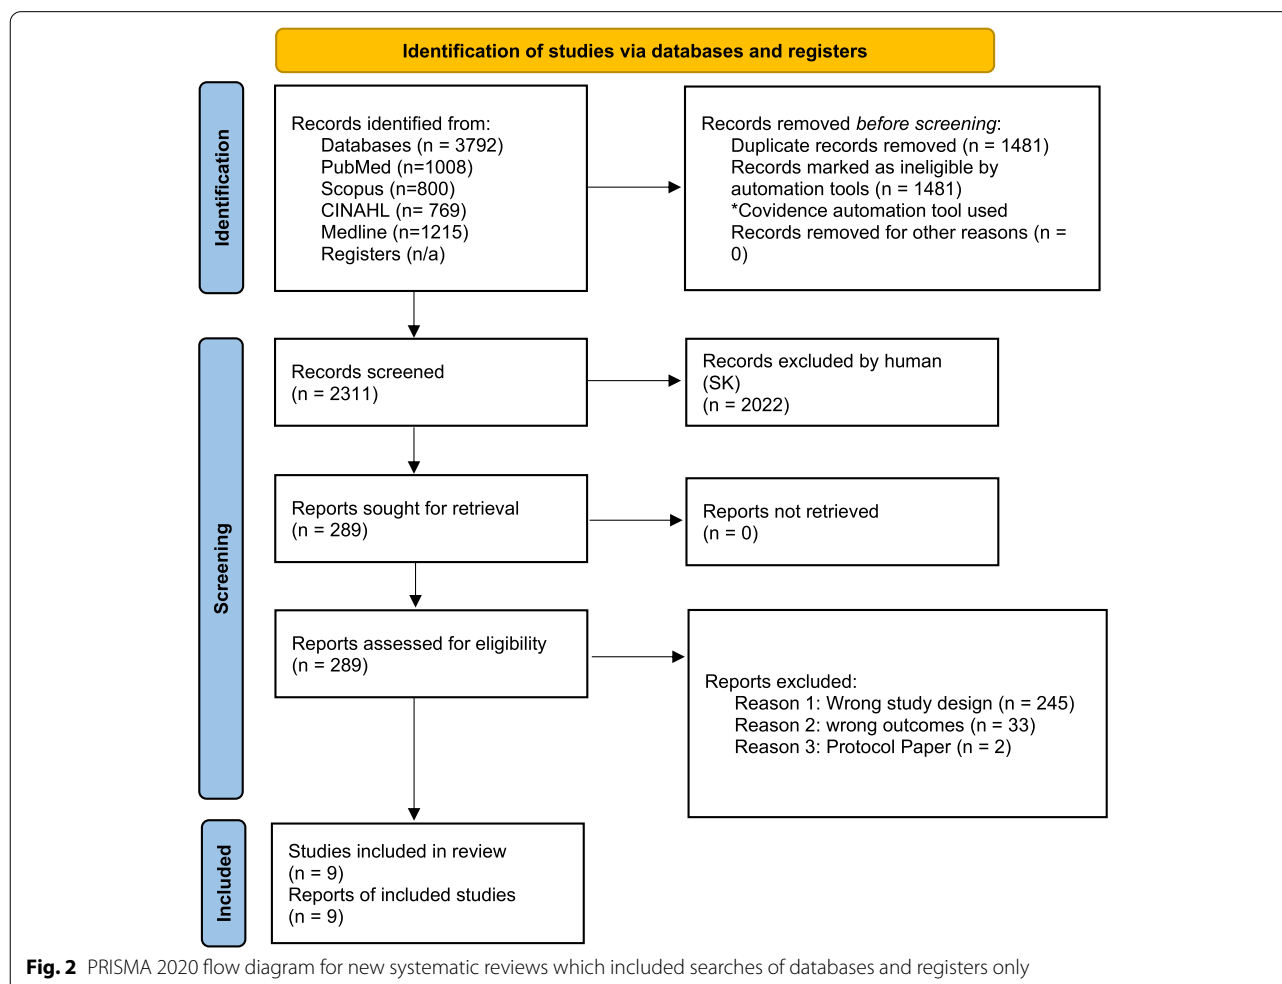 Identification of studies via databases and registers
Identification
Records identified from:
Databases (n = 3792)
PubMed (n=1008)
Scopus (n=800)
CINAHL (n= 769)
Medline (n=1215)
Registers (n/a)
Records removed before screening:
Duplicate records removed (n = 1481)
Records marked as ineligible by
automation tools (n = 1481)
*Covidence automation tool used
Records removed for other reasons (n =
0)
Screening
Records screened
(n = 2311)
Records excluded by human
(SK)
(n = 2022)
Reports sought for retrieval
(n = 289)
Reports not retrieved
(n = 0)
Reports assessed for eligibility
(n = 289)
Reports excluded:
Reason 1: Wrong study design (n = 245)
Reason 2: wrong outcomes (n = 33)
Reason 3: Protocol Paper (n = 2)
Included
Studies included in review
(n = 9)
Reports of included studies
(n = 9)
Fig. 2 PRISMA 2020 flow diagram for new systematic reviews which included searches of databases and registers only